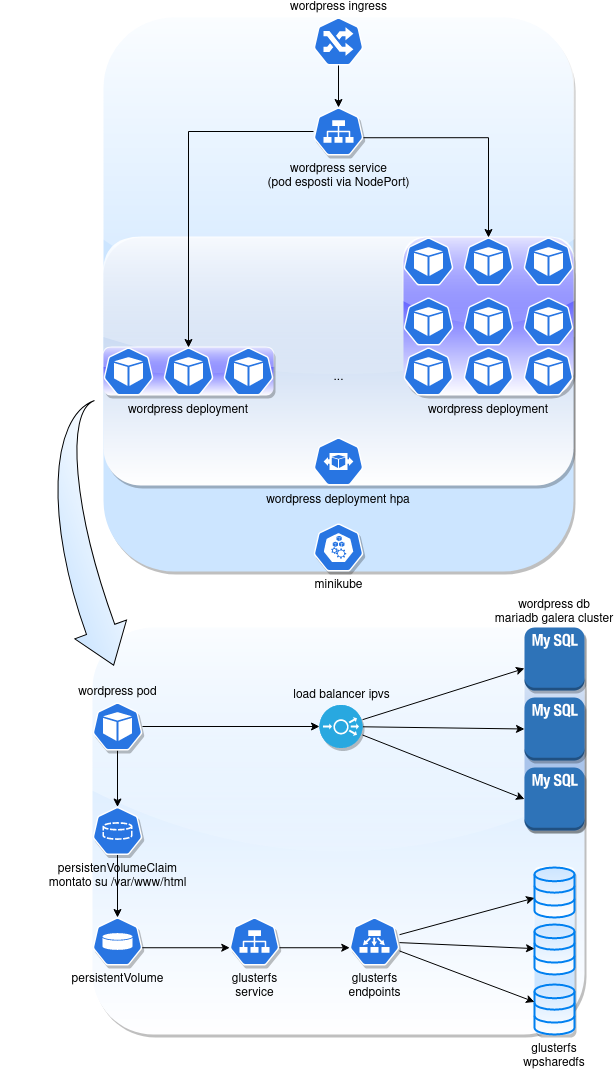 wordpress ingress
wordpress service
(pod esposti via NodePort)
...
wordpress deployment
wordpress deployment
wordpress deployment hpa
minikube
wordpress db
mariadb galera cluster
My SQL
wordpress pod
load balancer ipvs
My SQL
My SQL
persistenVolumeClaim
montato su /var/www/html
persistentVolume
glusterfs
service
glusterfs
endpoints
glusterfs
wpsharedfs